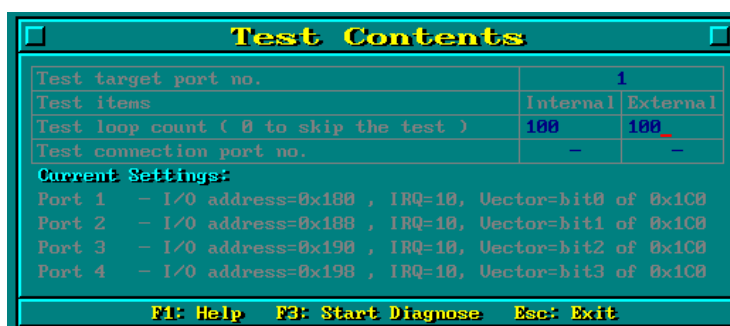 Test Contents
Test target port no. 1
Test items Internal External
Test loop count ( 0 to skip the test ) 100 100_
Test connection port no. — —
Current Settings:
Port 1 — I/O address=0x180 , IRQ=10, Vector=bit0 of 0x1C0
Port 2 — I/O address=0x188 , IRQ=10, Vector=bit1 of 0x1C0
Port 3 — I/O address=0x190 , IRQ=10, Vector=bit2 of 0x1C0
Port 4 — I/O address=0x198 , IRQ=10, Vector=bit3 of 0x1C0
F1: Help F3: Start Diagnose Esc: Exit